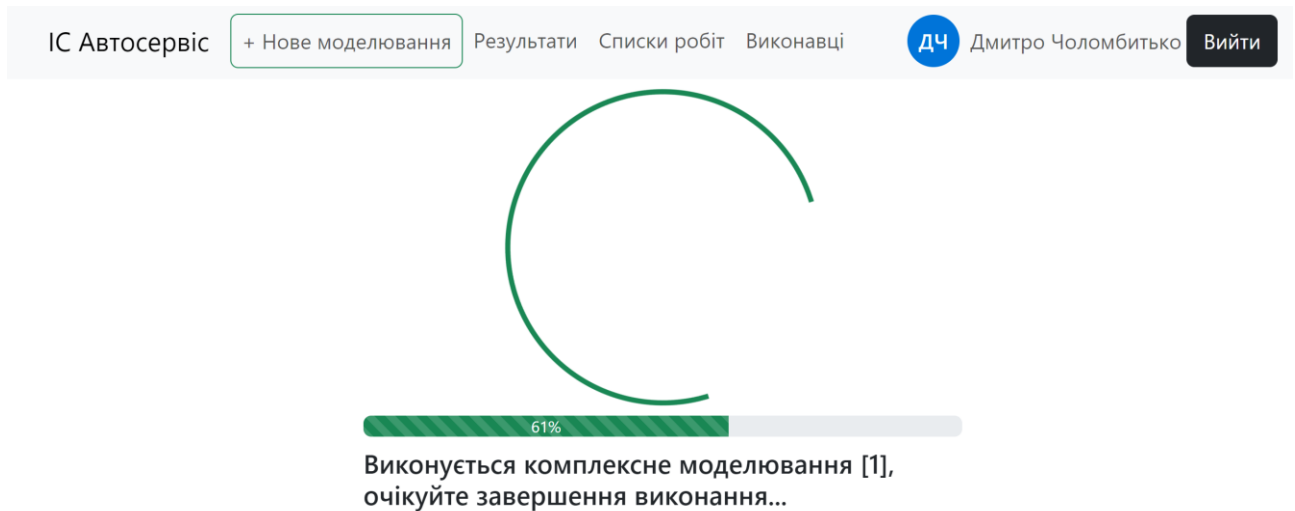 ІС Автосервіс + Нове моделювання Результати Списки робіт Виконавці ДЧ Дмитро Чоломбитько Вийти
61%
Виконується комплексне моделювання [1],
очікуйте завершення виконання...